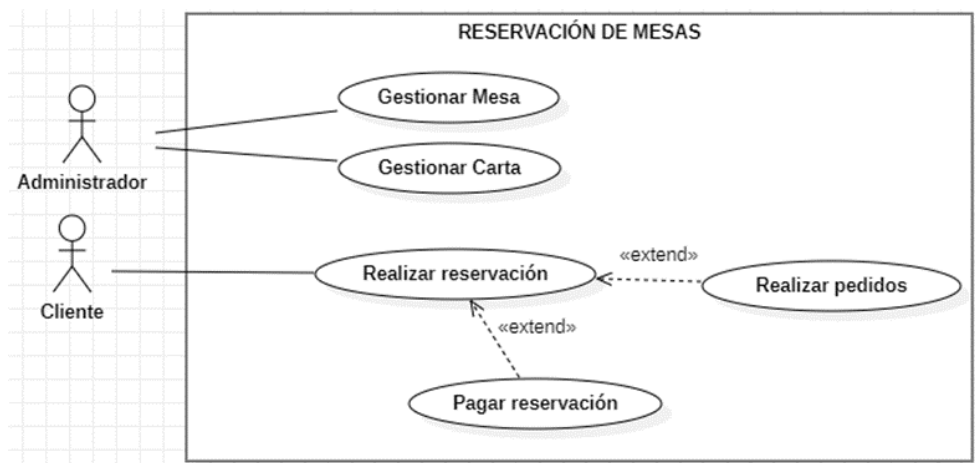 RESERVACIÓN DE MESAS
Gestionar Mesa
Gestionar Carta
Administrador
Realizar reservación
«extend»
Realizar pedidos
Cliente
«extend»
Pagar reservación